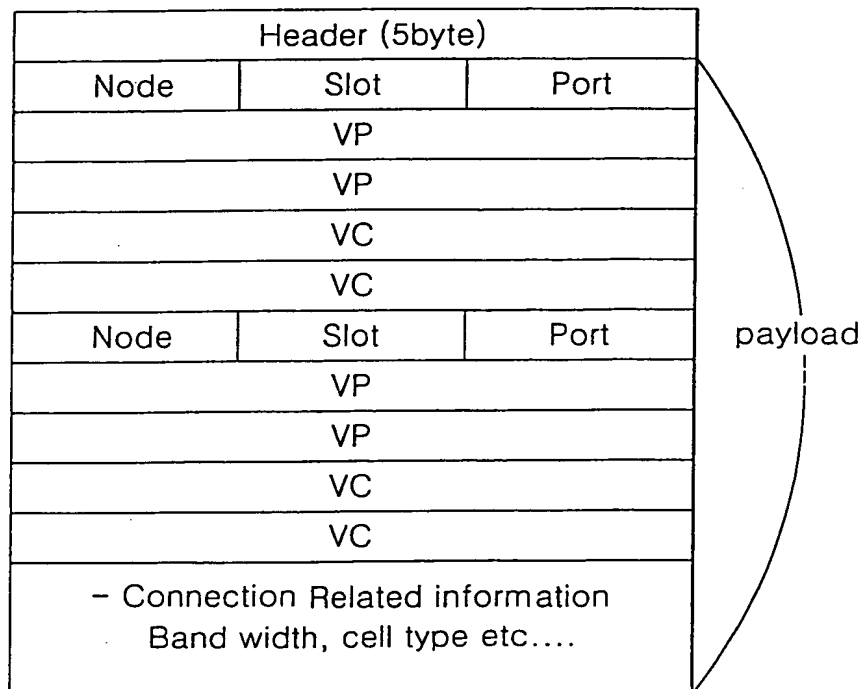 Header (5byte)
Node Slot Port
VP
VP
VC
VC
Node Slot Port
payload
VP
VP
VC
VC
- Connection Related information
Band width, cell type etc....